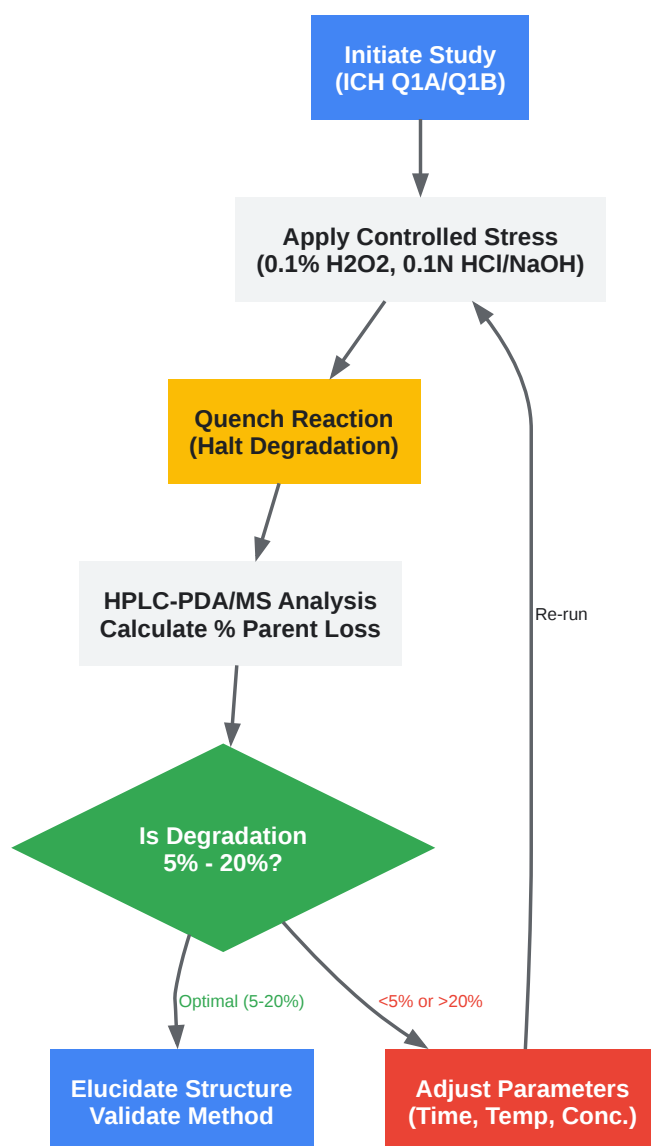 Initiate Study
(ICH Q1A/Q1B)
Apply Controlled Stress
(0.1% H2O2, 0.1N HCl/NaOH)
Quench Reaction
(Halt Degradation)
HPLC-PDA/MS Analysis
Calculate % Parent Loss
Re-run
Is Degradation
5% - 20%?
Optimal (5-20%)
<5% or >20%
Elucidate Structure
Validate Method
Adjust Parameters
(Time, Temp, Conc.)